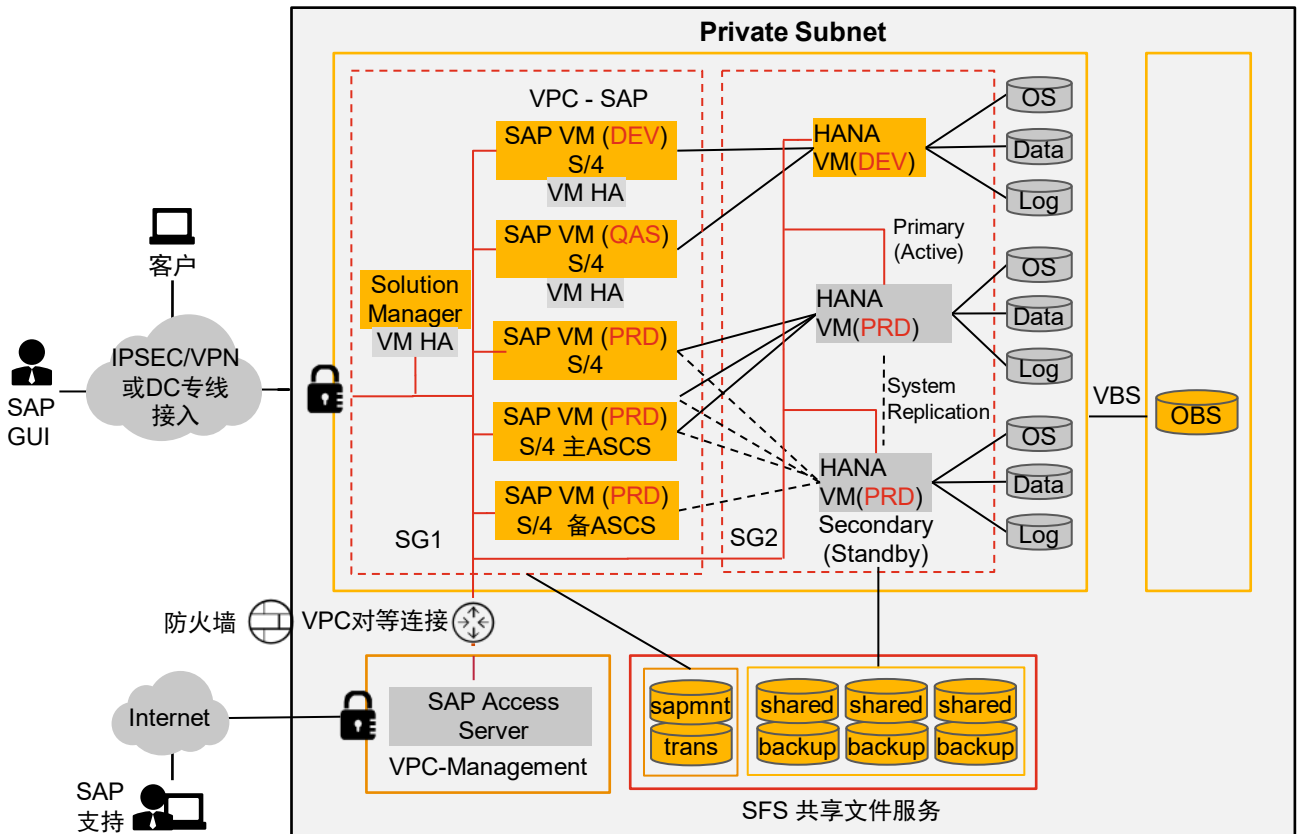 Private Subnet
VPC - SAP
SAP VM (DEV)
S/4
VM HA
SAP VM (QAS)
S/4
VM HA
Solution
Manager
VM HA
SAP VM (PRD)
S/4
SAP VM (PRD)
S/4 主ASCS
SAP VM (PRD)
S/4 备ASCS
SG1
HANA
VM(DEV)
Primary
(Active)
HANA
VM(PRD)
System
Replication
HANA
VM(PRD)
Secondary
(Standby)
SG2
OS
Data
Log
OS
Data
Log
OS
Data
Log
VBS
OBS
客户
IPSEC/VPN
或DC专线
接入
SAP
GUI
防火墙
VPC对等连接
Internet
SAP
支持
SAP Access
Server
VPC-Management
sapmnt
trans
shared
backup
shared
backup
shared
backup
SFS 共享文件服务